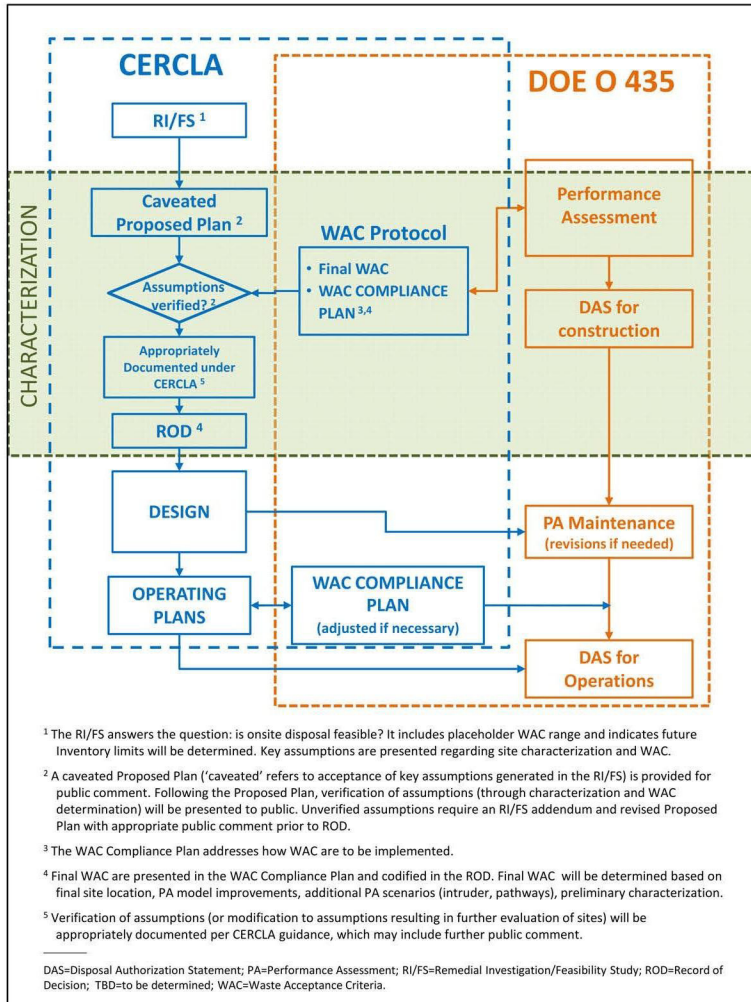 CERCLA
DOE O 435
RI/FS 1
CHARACTERIZATION
Caveated
Proposed Plan 2
Performance
Assessment
WAC Protocol
• Final WAC
• WAC COMPLIANCE
PLAN 3,4
Assumptions
verified? 2
DAS for
construction
Appropriately
Documented under
CERCLA 5
ROD 4
DESIGN
PA Maintenance
(revisions if needed)
OPERATING
PLANS
WAC COMPLIANCE
PLAN
(adjusted if necessary)
DAS for
Operations
1 The RI/FS answers the question: is onsite disposal feasible? It includes placeholder WAC range and indicates future
Inventory limits will be determined. Key assumptions are presented regarding site characterization and WAC.
2 A caveated Proposed Plan ('caveated' refers to acceptance of key assumptions generated in the RI/FS) is provided for
public comment. Following the Proposed Plan, verification of assumptions (through characterization and WAC
determination) will be presented to public. Unverified assumptions require an RI/FS addendum and revised Proposed
Plan with appropriate public comment prior to ROD.
3 The WAC Compliance Plan addresses how WAC are to be implemented.
4 Final WAC are presented in the WAC Compliance Plan and codified in the ROD. Final WAC will be determined based on
final site location, PA model improvements, additional PA scenarios (intruder, pathways), preliminary characterization.
5 Verification of assumptions (or modification to assumptions resulting in further evaluation of sites) will be
appropriately documented per CERCLA guidance, which may include further public comment.
DAS=Disposal Authorization Statement; PA=Performance Assessment; RI/FS=Remedial Investigation/Feasibility Study; ROD=Record of
Decision; TBD=to be determined; WAC=Waste Acceptance Criteria.